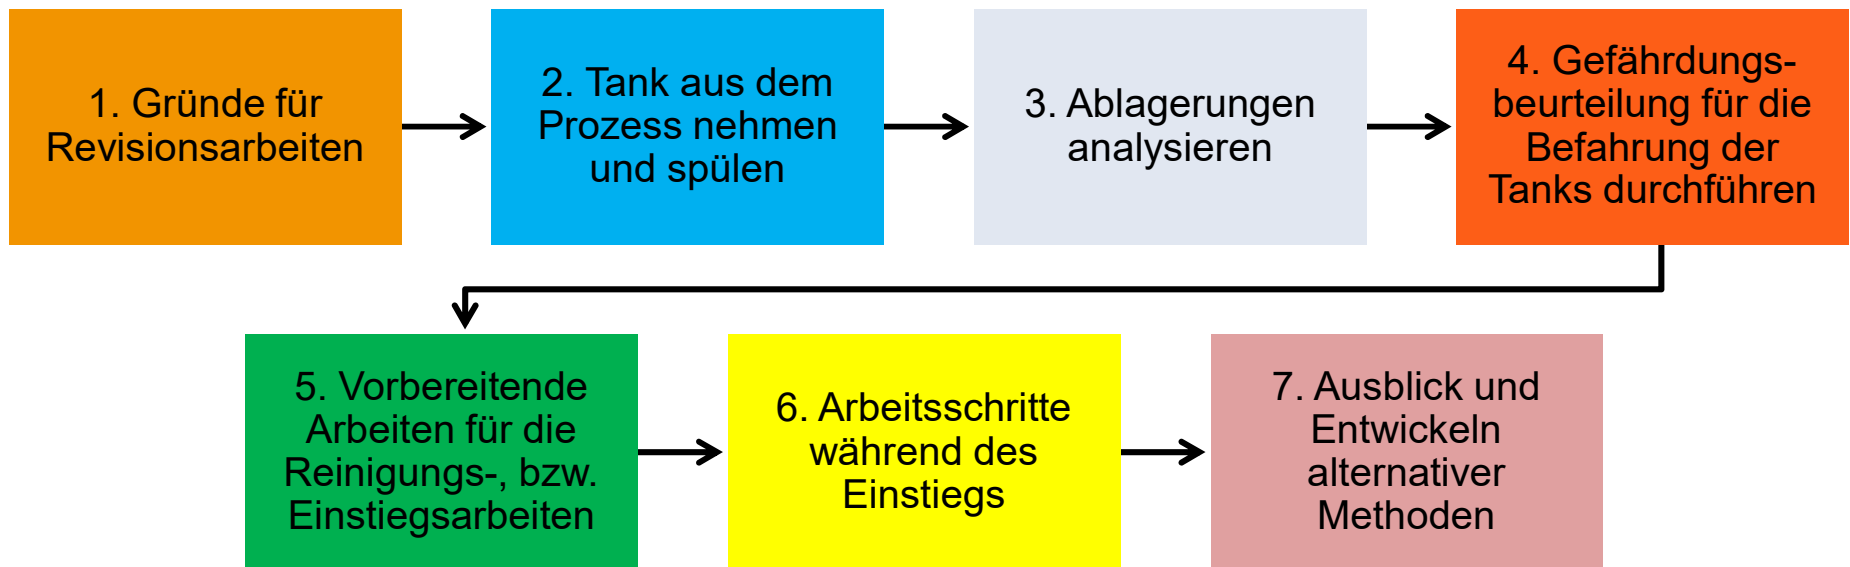 1. Gründe für
Revisionsarbeiten
2. Tank aus dem
Prozess nehmen
und spülen
3. Ablagerungen
analysieren
4. Gefährdungs-
beurteilung für die
Befahrung der
Tanks durchführen
5. Vorbereitende
Arbeiten für die
Reinigungs-, bzw.
Einstiegsarbeiten
6. Arbeitsschritte
während des
Einstiegs
7. Ausblick und
Entwickeln
alternativer
Methoden